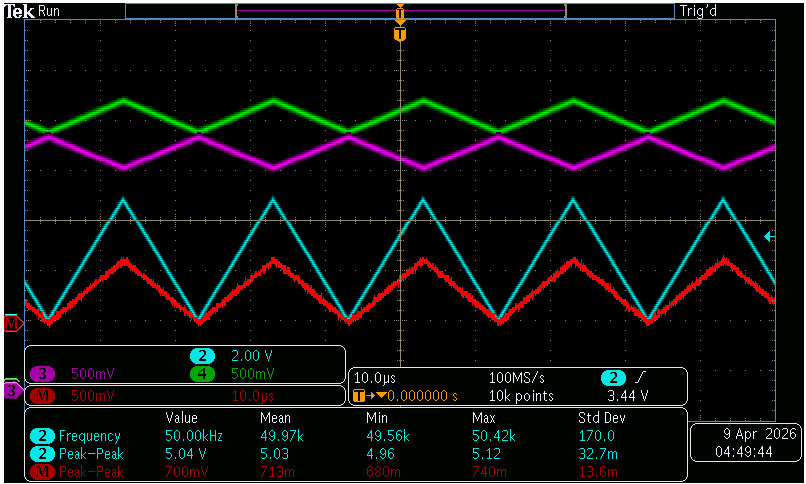 Tek Run Trig'd
T
T
M
3
2 2.00 V
3 500mV 4 500mV
M 500mV 10.0µs
10.0µs 100MS/s 2
T 0.000000 s 10k points 3.44 V
Value Mean Min Max Std Dev
2 Frequency 50.00kHz 49.97k 49.56k 50.42k 170.0
2 Peak-Peak 5.04 V 5.03 4.96 5.12 32.7m
M Peak-Peak 700mV 713m 680m 740m 13.6m
9 Apr 2026
04:49:44